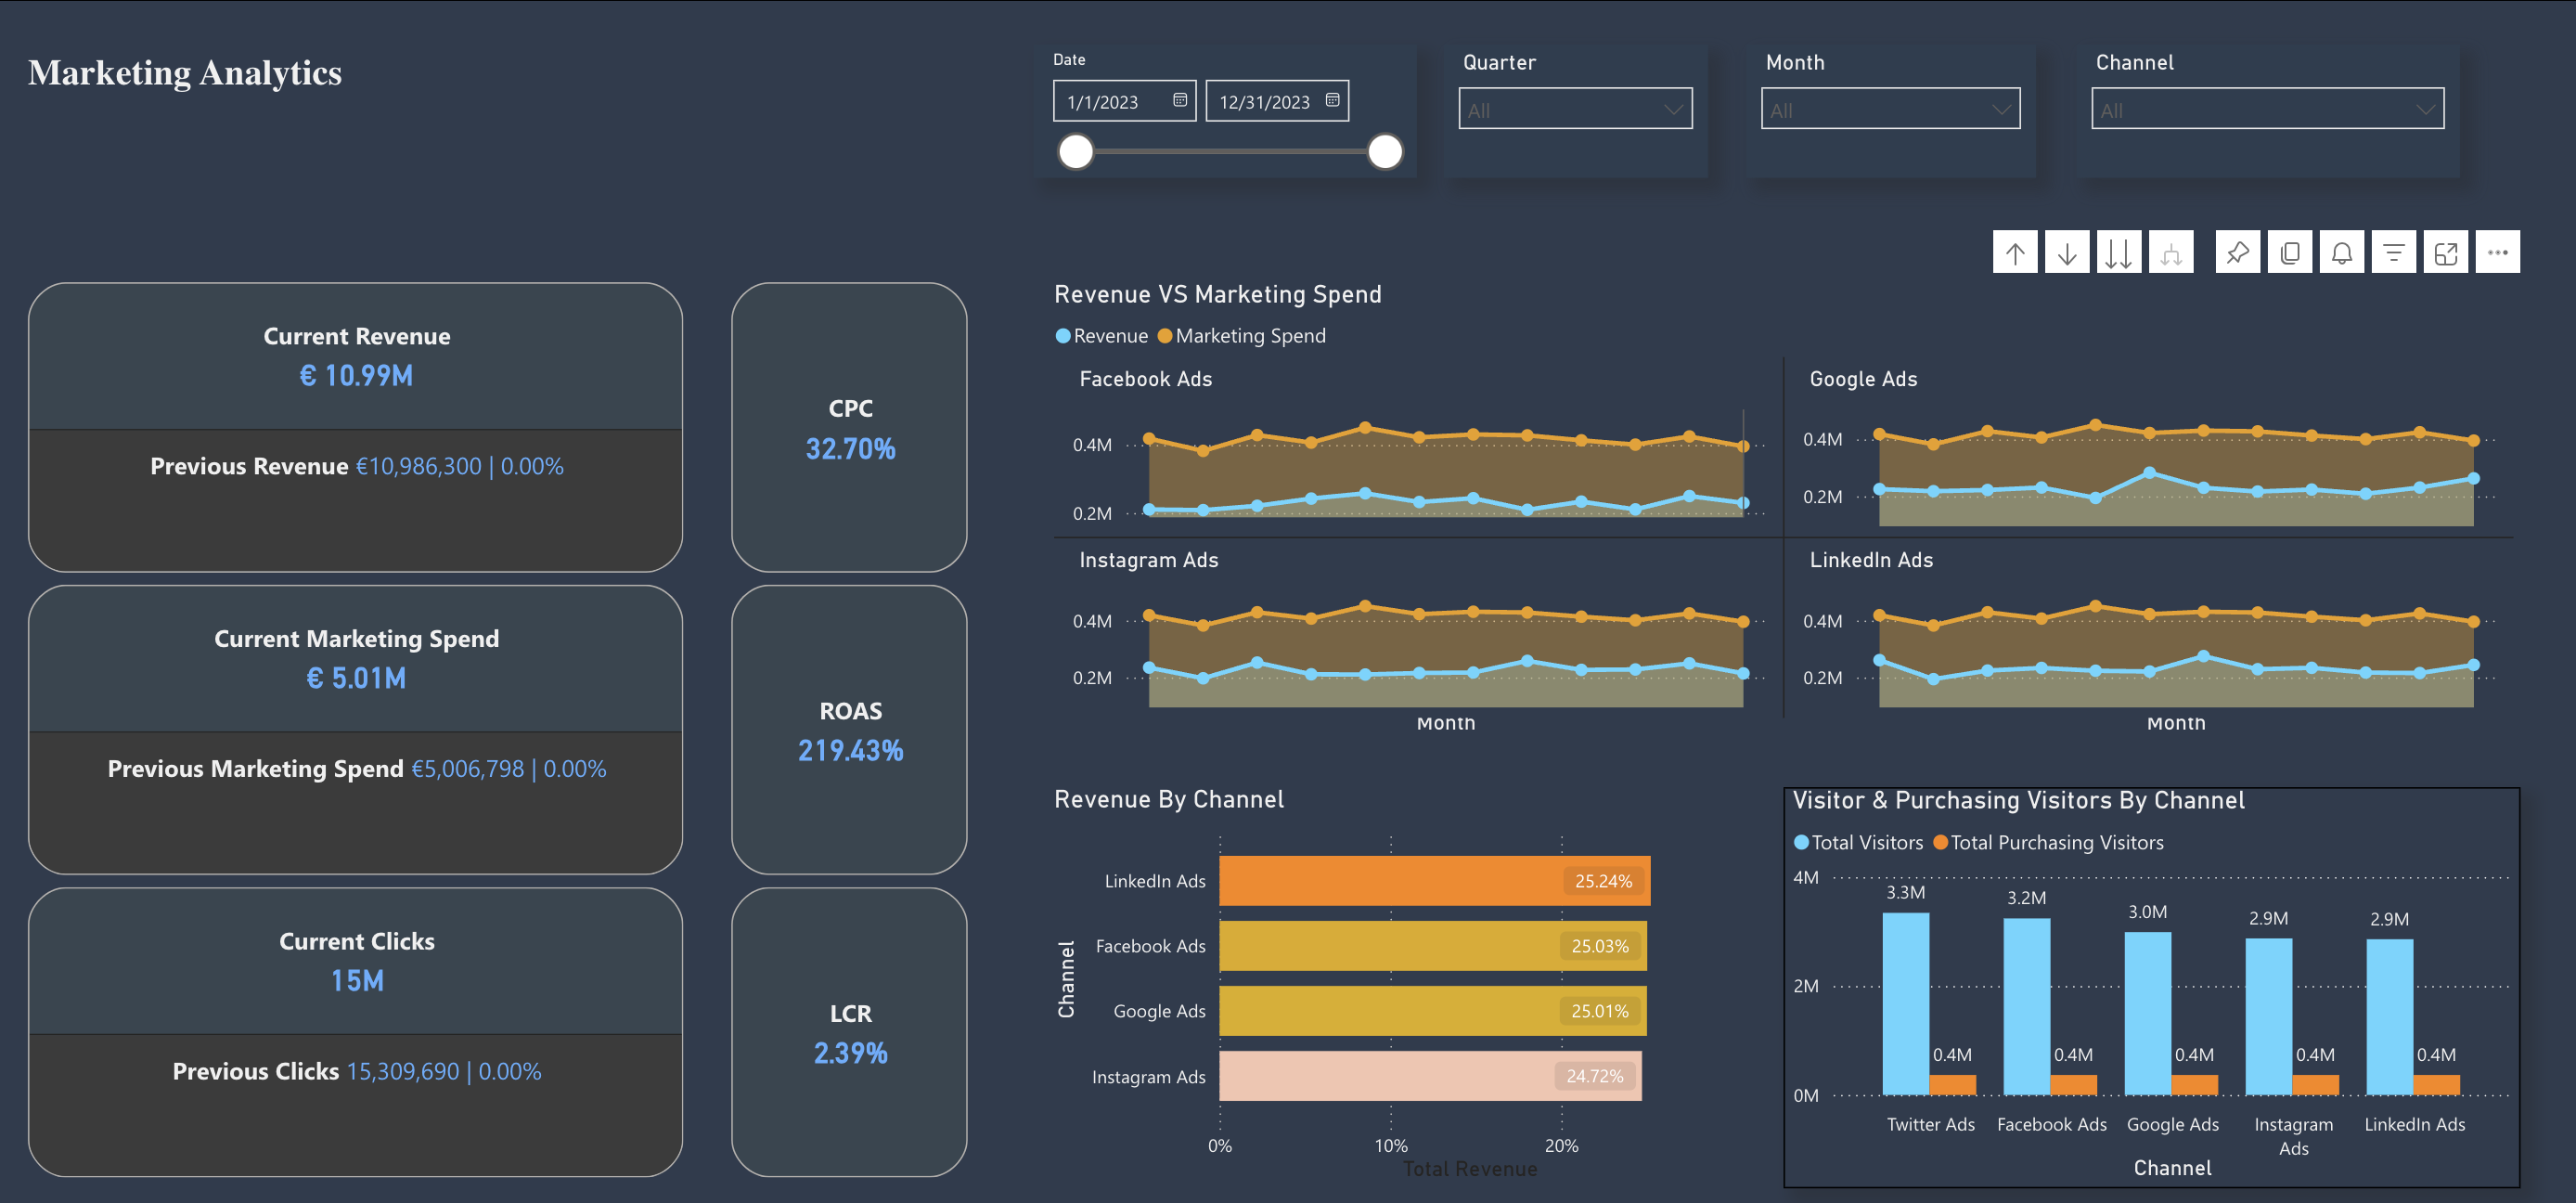 Marketing Analytics
Date
1/1/2023
12/31/2023
Quarter
All
Month
All
Channel
All
Current Revenue
€ 10.99M
Previous Revenue €10,986,300 | 0.00%
CPC
32.70%
Current Marketing Spend
€ 5.01M
Previous Marketing Spend €5,006,798 | 0.00%
ROAS
219.43%
Current Clicks
15M
Previous Clicks 15,309,690 | 0.00%
LCR
2.39%
Revenue VS Marketing Spend
Revenue Marketing Spend
Facebook Ads
0.4M
0.2M
Google Ads
0.4M
0.2M
Instagram Ads
0.4M
0.2M
Month
LinkedIn Ads
0.4M
0.2M
Month
Revenue By Channel
Channel
LinkedIn Ads 25.24%
Facebook Ads 25.03%
Google Ads 25.01%
Instagram Ads 24.72%
0% 10% 20%
Total Revenue
Visitor & Purchasing Visitors By Channel
Total Visitors Total Purchasing Visitors
4M
2M
0M
3.3M 3.2M 3.0M 2.9M 2.9M
0.4M 0.4M 0.4M 0.4M 0.4M
Twitter Ads Facebook Ads Google Ads Instagram Ads LinkedIn Ads
Channel